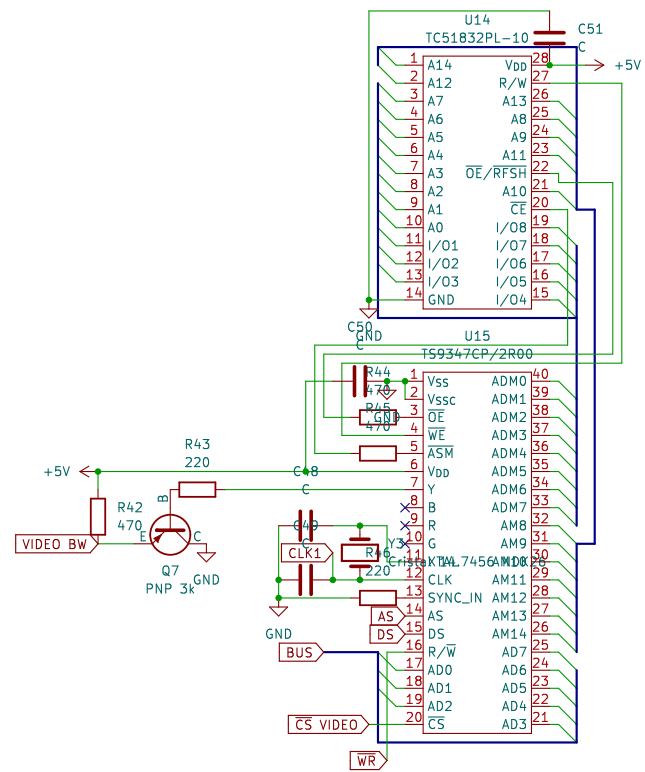 U14
TC51832PL-10
C51
C
+5V
1 A14 VDD 28
2 A12 R/W 27
3 A7 A13 26
4 A6 A8 25
5 A5 A9 24
6 A4 A11 23
7 A3 OE/RFSH 22
8 A2 A10 21
9 A1 CE 20
10 A0 I/O8 19
11 I/O1 I/O7 18
12 I/O2 I/O6 17
13 I/O3 I/O5 16
14 GND I/O4 15
C50
GND
C
U15
TS9347CP/2R00
R44
470
R45
GND
470
1 VSS ADM0 40
2 VSSC ADM1 39
3 OE ADM2 38
4 WE ADM3 37
5 ASM ADM4 36
6 VDD ADM5 35
7 Y ADM6 34
8 B ADM7 33
9 R AM8 32
10 G AM9 31
11 AM10 30
12 CLK AM11 29
13 SYNC_IN AM12 28
14 AS AM13 27
15 DS AM14 26
16 R/W AD7 25
17 AD0 AD6 24
18 AD1 AD5 23
19 AD2 AD4 22
20 CS AD3 21
R43
220
+5V
C48
C
R42
470
B
E
C
VIDEO BW
Q7
PNP 3k
GND
C49
C
CLK1
Y3
R46
220
GND
AS
DS
BUS
CS VIDEO
WR